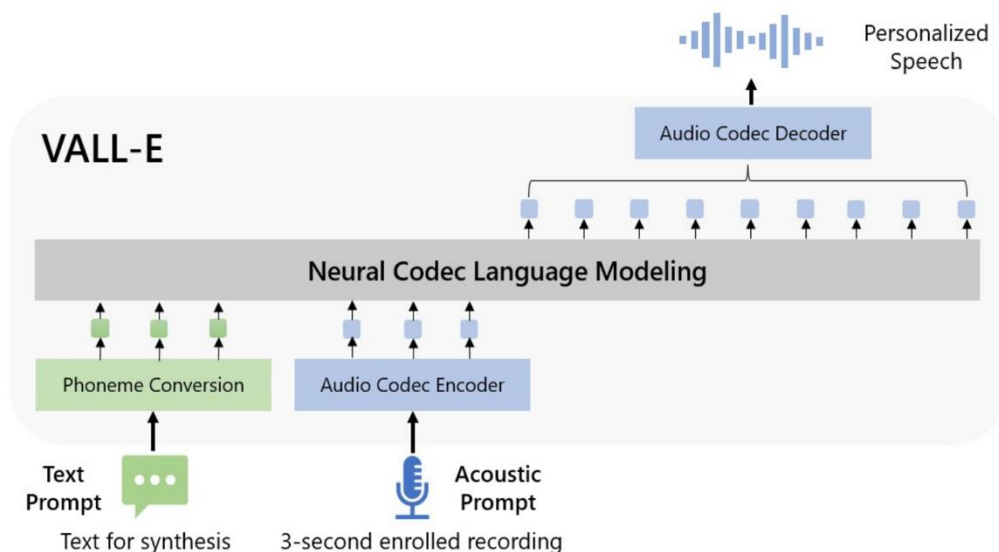 Personalized
Speech
Audio Codec Decoder
VALL-E
Neural Codec Language Modeling
Phoneme Conversion
Audio Codec Encoder
Text
Prompt
Acoustic
Prompt
Text for synthesis
3-second enrolled recording